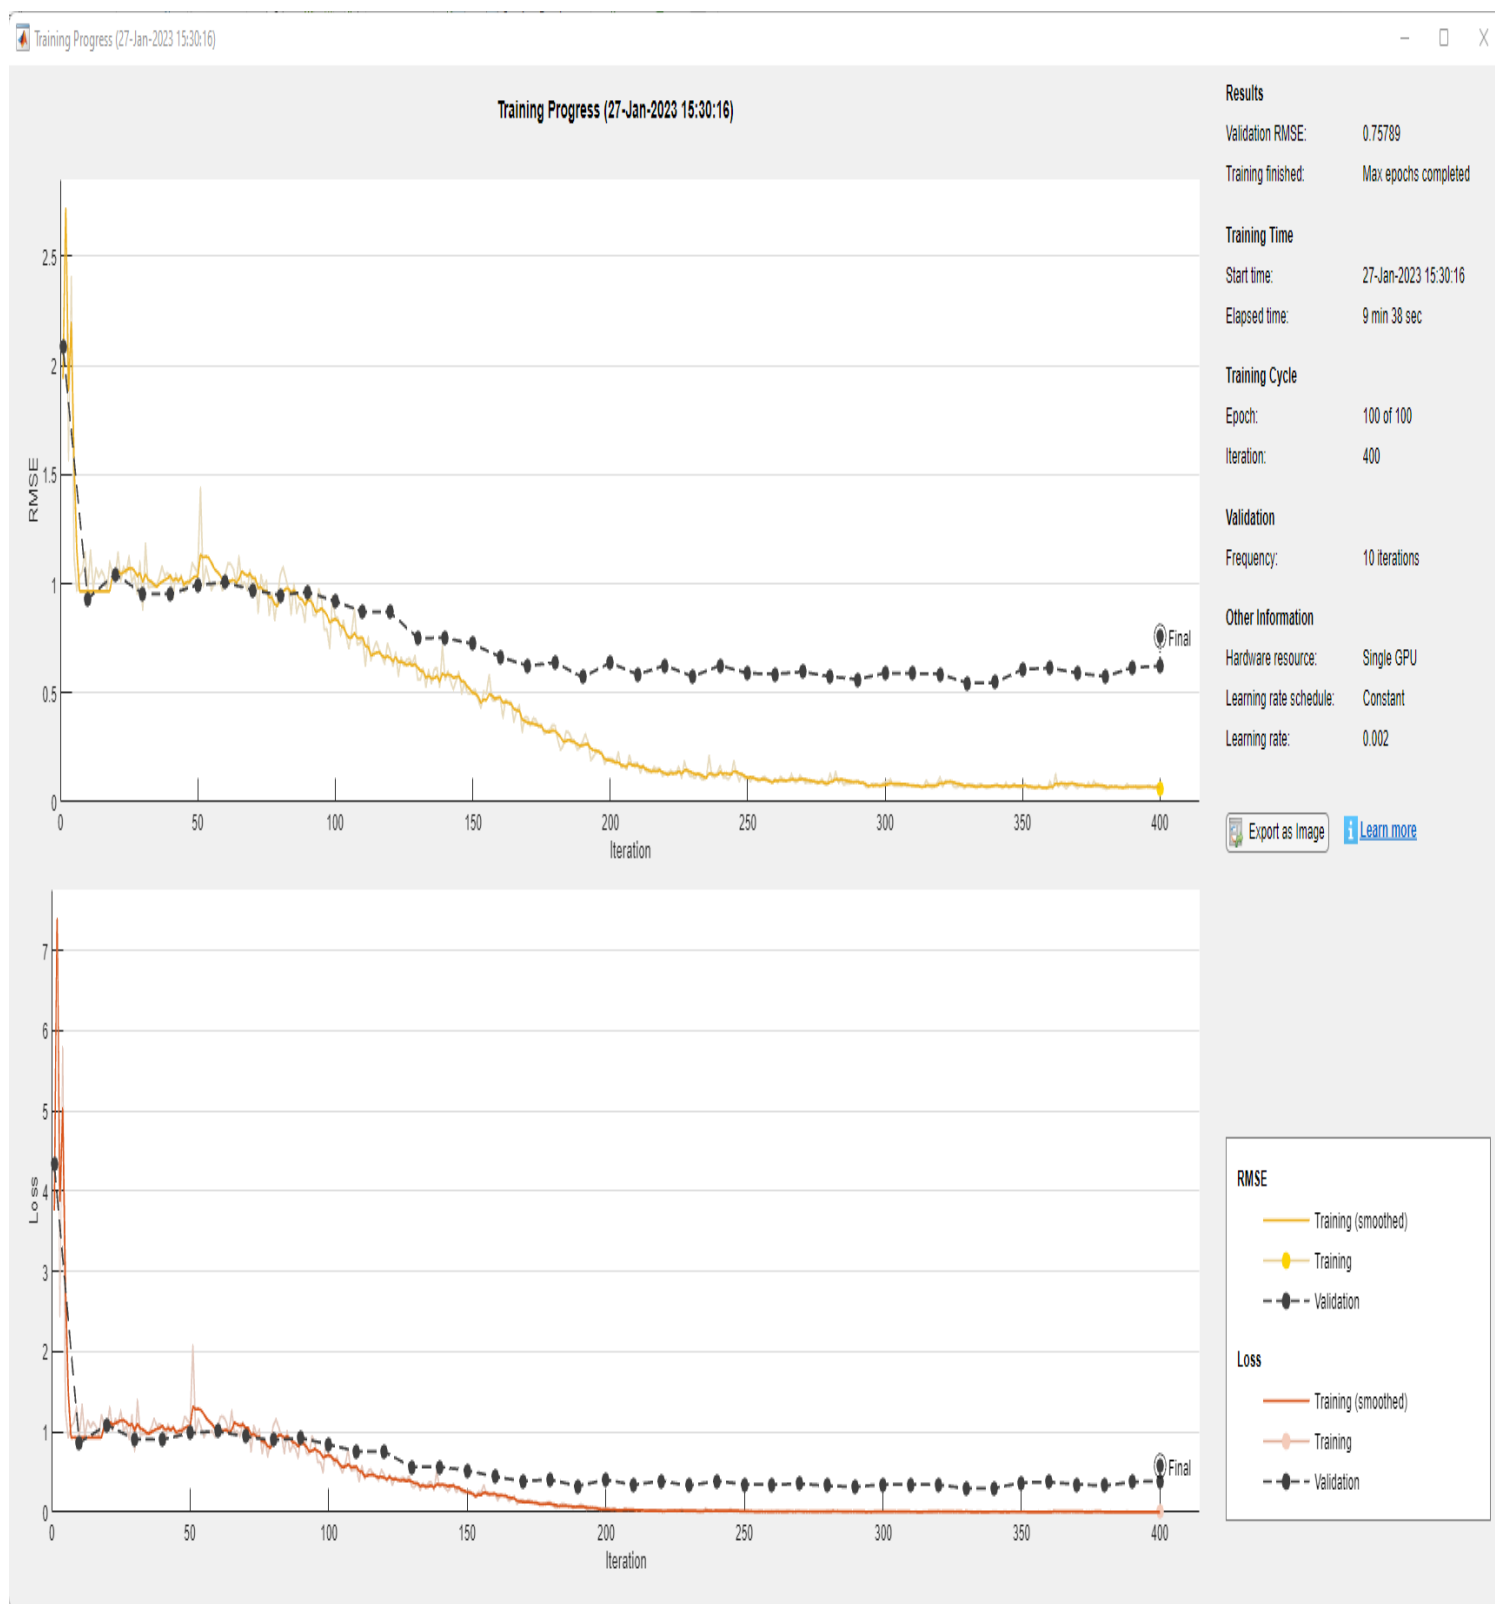 Training Progress (27-Jan-2023 15:30:16)
Training Progress (27-Jan-2023 15:30:16)
2.5
2
1.5
1
0.5
0
RMSE
Final
0 50 100 150 200 250 300 350 400
Iteration
7
6
5
4
3
2
1
0
Loss
Final
0 50 100 150 200 250 300 350 400
Iteration
Results
Validation RMSE: 0.75789
Training finished: Max epochs completed
Training Time
Start time: 27-Jan-2023 15:30:16
Elapsed time: 9 min 38 sec
Training Cycle
Epoch: 100 of 100
Iteration: 400
Validation
Frequency: 10 iterations
Other Information
Hardware resource: Single GPU
Learning rate schedule: Constant
Learning rate: 0.002
Export as Image
i Learn more
RMSE
Training (smoothed)
Training
Validation
Loss
Training (smoothed)
Training
Validation